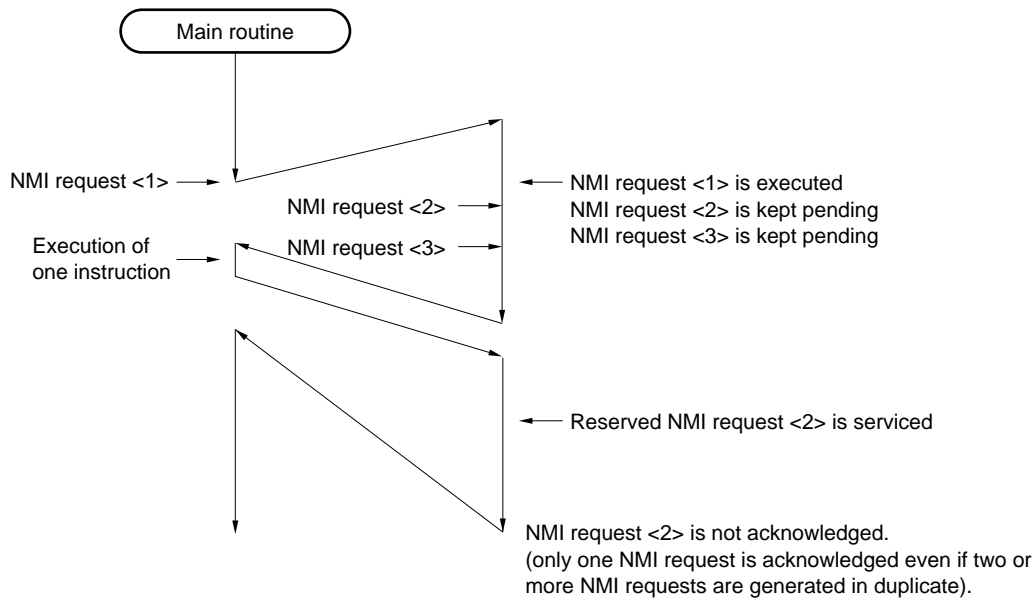 Main routine
NMI request <1>
NMI request <1> is executed
NMI request <2>
NMI request <2> is kept pending
NMI request <3>
NMI request <3> is kept pending
Execution of
one instruction
Reserved NMI request <2> is serviced
NMI request <2> is not acknowledged.
(only one NMI request is acknowledged even if two or
more NMI requests are generated in duplicate).